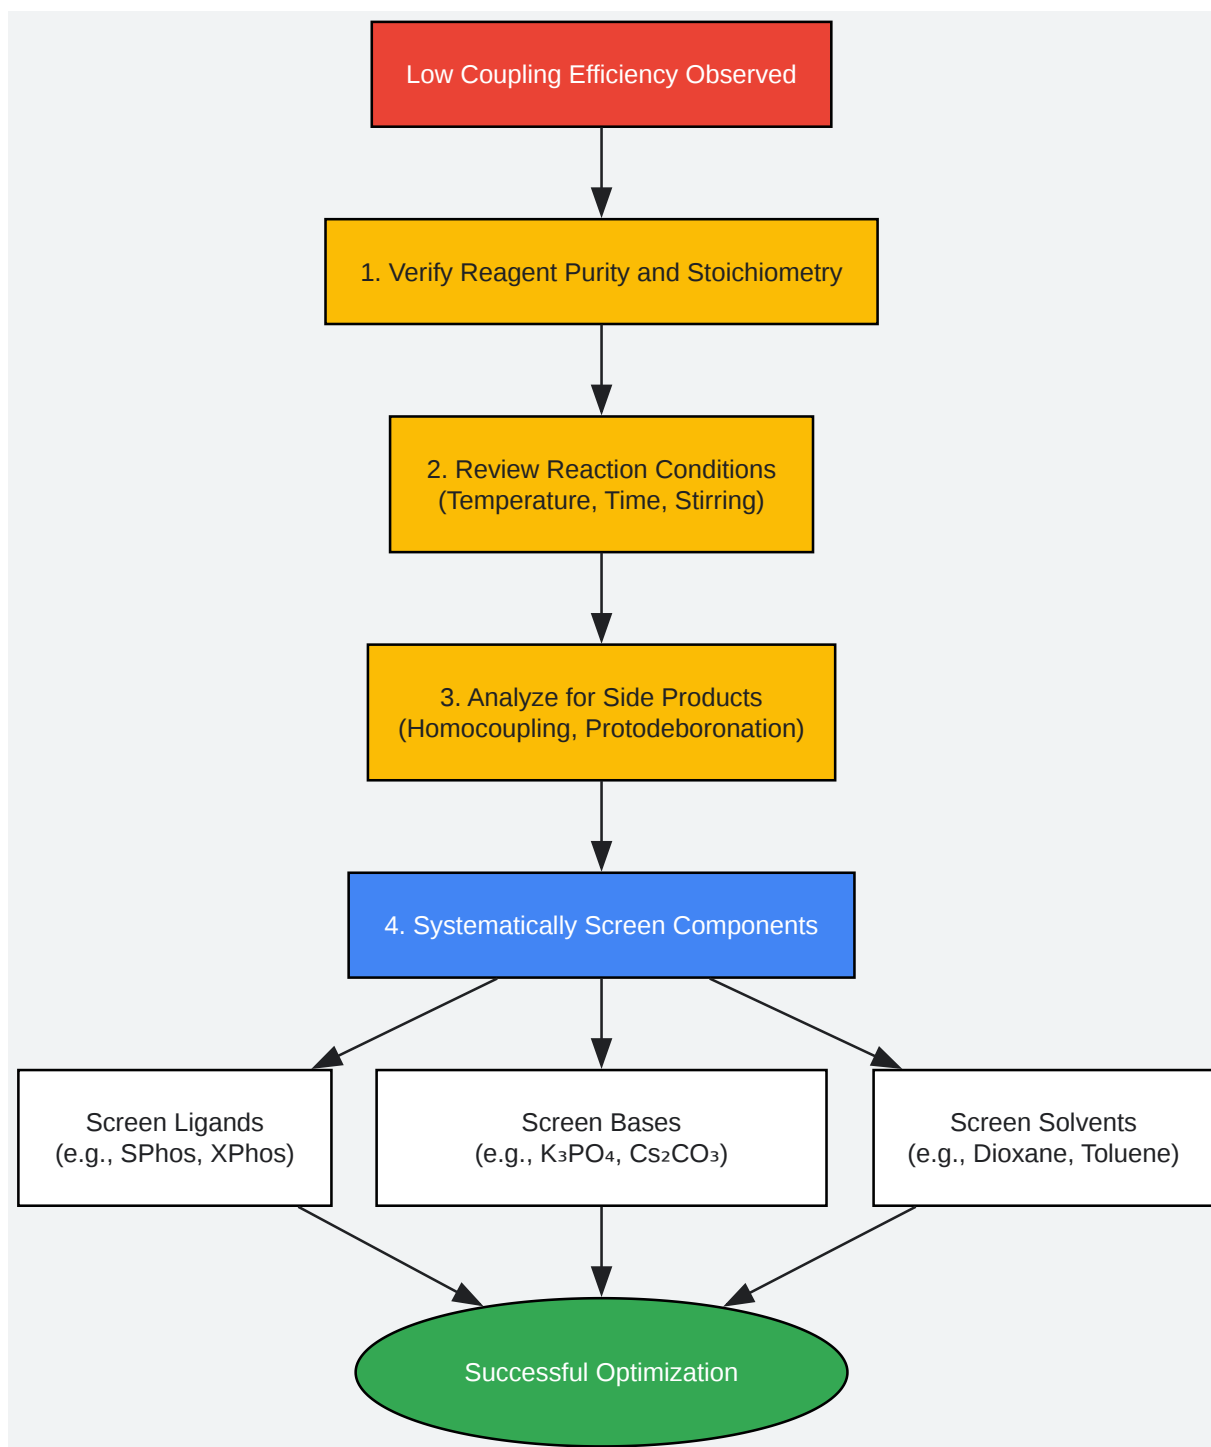 Low Coupling Efficiency Observed
1. Verify Reagent Purity and Stoichiometry
2. Review Reaction Conditions
(Temperature, Time, Stirring)
3. Analyze for Side Products
(Homocoupling, Protodeboronation)
4. Systematically Screen Components
Screen Ligands
(e.g., SPhos, XPhos)
Screen Bases
(e.g., K₃PO₄, Cs₂CO₃)
Screen Solvents
(e.g., Dioxane, Toluene)
Successful Optimization